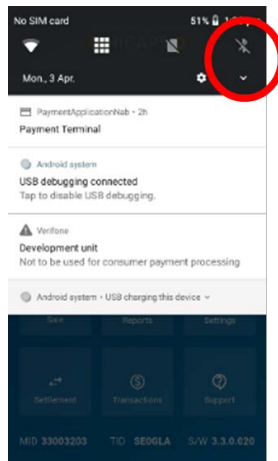 No SIM card 51%
Mon., 3 Apr.
PaymentApplicationNab • 2h
Payment Terminal
Android system
USB debugging connected
Tap to disable USB debugging.
Verifone
Development unit
Not to be used for consumer payment processing
Android system • USB charging this device
Sale Reports Settings
Settlement Transactions Support
MID 33003203 TID SE0GLA S/W 3.3.0.020